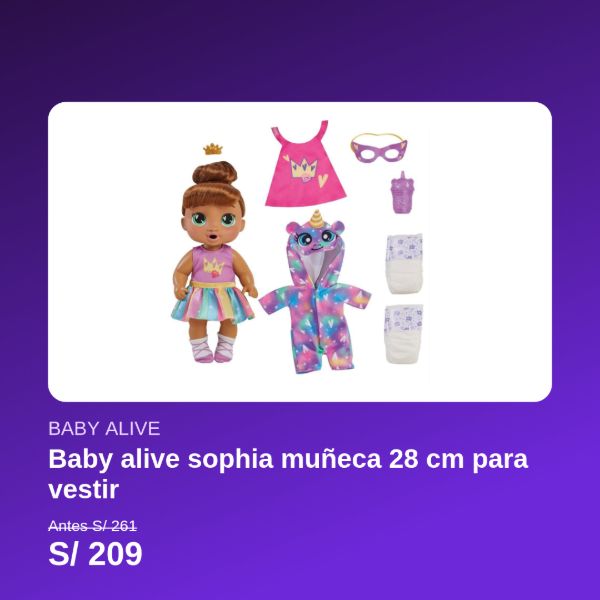 BABY ALIVE
Baby alive sophia muñeca 28 cm para
vestir
Antes S/ 261
S/ 209